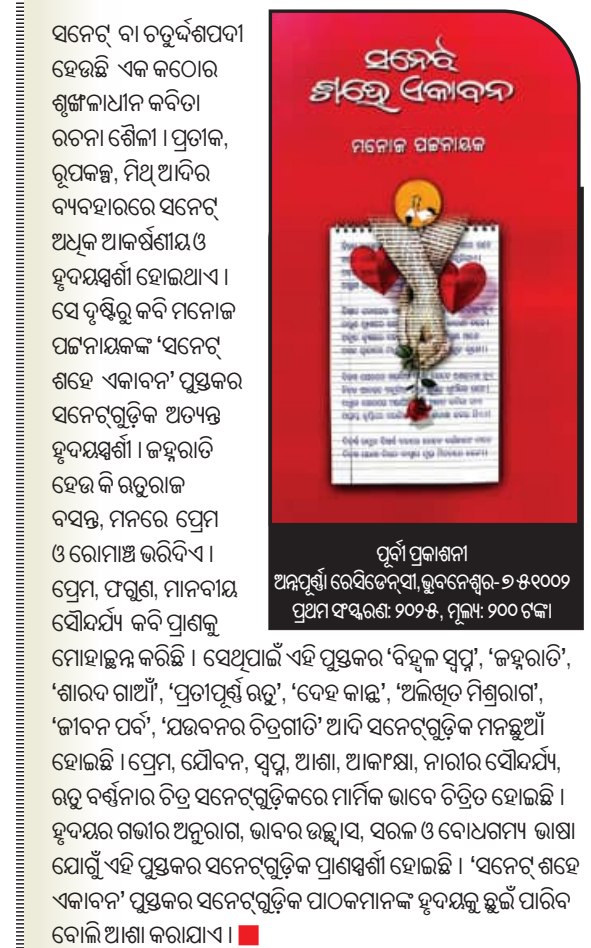 ସନେଟ୍ ବା ଚତୁର୍ଦ୍ଦଶପଦୀ
ହେଉଛି ଏକ କଠୋର
ଶୃଙ୍ଖଳାଧୀନ କବିତା
ରଚନା ଶୈଳୀ । ପ୍ରତୀକ,
ରୂପକଳ୍ପ, ମିଥ୍ ଆଦିର
ବ୍ୟବହାରରେ ସନେଟ୍
ଅଧିକ ଆକର୍ଷଣୀୟ ଓ
ହୃଦୟସ୍ପର୍ଶୀ ହୋଇଥାଏ ।
ସେ ଦୃଷ୍ଟିରୁ କବି ମନୋଜ
ପଟ୍ଟନାୟକଙ୍କ ‘ସନେଟ୍
ଶହେ ଏକାବନ’ ପୁସ୍ତକର
ସନେଟ୍‌ଗୁଡ଼ିକ ଅତ୍ୟନ୍ତ
ହୃଦୟସ୍ପର୍ଶୀ । ଜହ୍ନରାତି
ହେଉ କି ଋତୁରାଜ
ବସନ୍ତ, ମନରେ ପ୍ରେମ
ଓ ରୋମାଞ୍ଚ ଭରିଦିଏ ।
ପ୍ରେମ, ଫଗୁଣ, ମାନବୀୟ
ସୌନ୍ଦର୍ଯ୍ୟ କବି ପ୍ରାଣକୁ
ସନେଟ୍
ଶହେ ଏକାବନ
ମନୋଜ ପଟ୍ଟନାୟକ
ପୂର୍ବୀ ପ୍ରକାଶନୀ
ଅନ୍ନପୂର୍ଣ୍ଣା ରେସିଡେନ୍‌ସୀ,ଭୁବନେଶ୍ୱର-୭୫୧୦୦୨
ପ୍ରଥମ ସଂସ୍କରଣ: ୨୦୨୫, ମୂଲ୍ୟ: ୨୦୦ ଟଙ୍କା
ମୋହାଚ୍ଛନ୍ନ କରିଛି । ସେଥିପାଇଁ ଏହି ପୁସ୍ତକର ‘ବିହ୍ୱଳ ସ୍ୱପ୍ନ’, ‘ଜହ୍ନରାତି’,
‘ଶାରଦ ଗାଆଁ’, ‘ପ୍ରତୀପୂର୍ଣ୍ଣ ଋତୁ’, ‘ଦେହ କାନ୍ଥ’, ‘ଅଲିଖିତ ମିଶ୍ରରାଗ’,
‘ଜୀବନ ପର୍ବ’, ‘ଯଉବନର ଚିତ୍ରଗୀତି’ ଆଦି ସନେଟ୍‌ଗୁଡ଼ିକ ମନଛୁଆଁ
ହୋଇଛି । ପ୍ରେମ, ଯୌବନ, ସ୍ୱପ୍ନ, ଆଶା, ଆକାଂକ୍ଷା, ନାରୀର ସୌନ୍ଦର୍ଯ୍ୟ,
ଋତୁ ବର୍ଣ୍ଣନାର ଚିତ୍ର ସନେଟ୍‌ଗୁଡ଼ିକରେ ମାର୍ମିକ ଭାବେ ଚିତ୍ରିତ ହୋଇଛି ।
ହୃଦୟର ଗଭୀର ଅନୁରାଗ, ଭାବର ଉଚ୍ଛ୍ୱାସ, ସରଳ ଓ ବୋଧଗମ୍ୟ ଭାଷା
ଯୋଗୁଁ ଏହି ପୁସ୍ତକର ସନେଟ୍‌ଗୁଡ଼ିକ ପ୍ରାଣସ୍ପର୍ଶୀ ହୋଇଛି । ‘ସନେଟ୍ ଶହେ
ଏକାବନ’ ପୁସ୍ତକର ସନେଟ୍‌ଗୁଡ଼ିକ ପାଠକମାନଙ୍କ ହୃଦୟକୁ ଛୁଇଁ ପାରିବ
ବୋଲି ଆଶା କରାଯାଏ ।